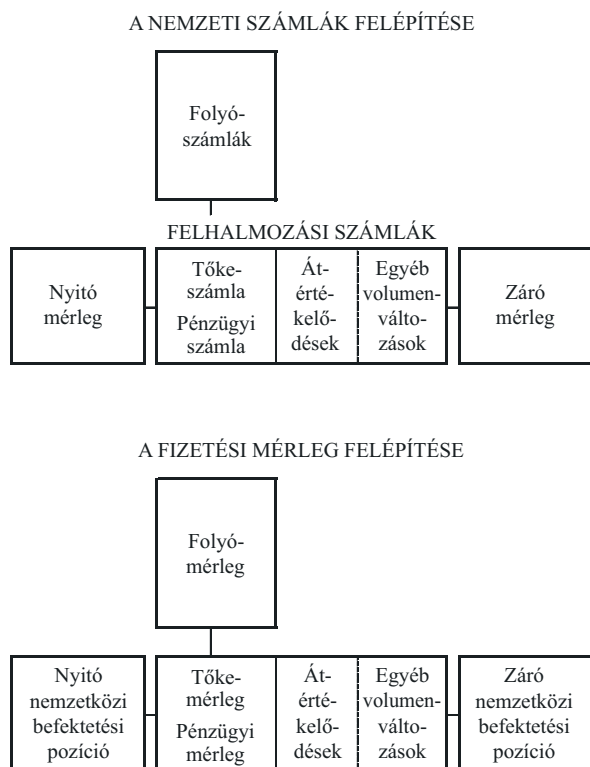 A NEMZETI SZÁMLÁK FELÉPÍTÉSE
Folyó-
számlák
FELHALMOZÁSI SZÁMLÁK
Nyitó
mérleg
Tőke-
számla
Pénzügyi
számla
Át-
érté-
kelő-
dések
Egyéb
volumen-
válto-
zások
Záró
mérleg
A FIZETÉSI MÉRLEG FELÉPÍTÉSE
Folyó-
mérleg
Nyitó
nemzetközi
befektetési
pozíció
Tőke-
mérleg
Pénzügyi
mérleg
Át-
érté-
kelő-
dések
Egyéb
volumen-
válto-
zások
Záró
nemzetközi
befektetési
pozíció